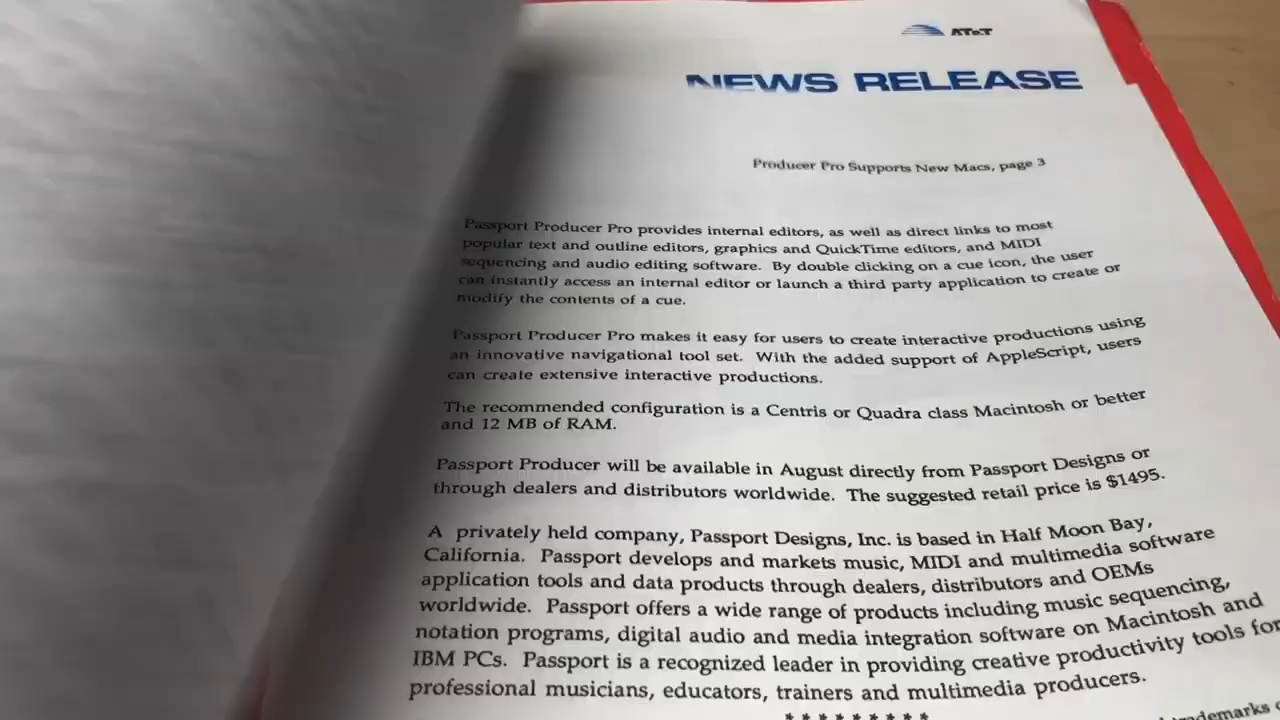 AT&T
NEWS RELEASE
Producer Pro Supports New Macs, page 3
Passport Producer Pro provides internal editors, as well as direct links to most
popular text and outline editors, graphics and QuickTime editors, and MIDI
sequencing and audio editing software. By double clicking on a cue icon, the user
can instantly access an internal editor or launch a third party application to create or
modify the contents of a cue.
Passport Producer Pro makes it easy for users to create interactive productions using
an innovative navigational tool set. With the added support of AppleScript, users
can create extensive interactive productions.
The recommended configuration is a Centris or Quadra class Macintosh or better
and 12 MB of RAM.
Passport Producer will be available in August directly from Passport Designs or
through dealers and distributors worldwide. The suggested retail price is $1495.
A privately held company, Passport Designs, Inc. is based in Half Moon Bay,
California. Passport develops and markets music, MIDI and multimedia software
application tools and data products through dealers, distributors and OEMs
worldwide. Passport offers a wide range of products including music sequencing,
notation programs, digital audio and media integration software on Macintosh and
IBM PCs. Passport is a recognized leader in providing creative productivity tools for
professional musicians, educators, trainers and multimedia producers.
* * * * * * * * *
trademarks